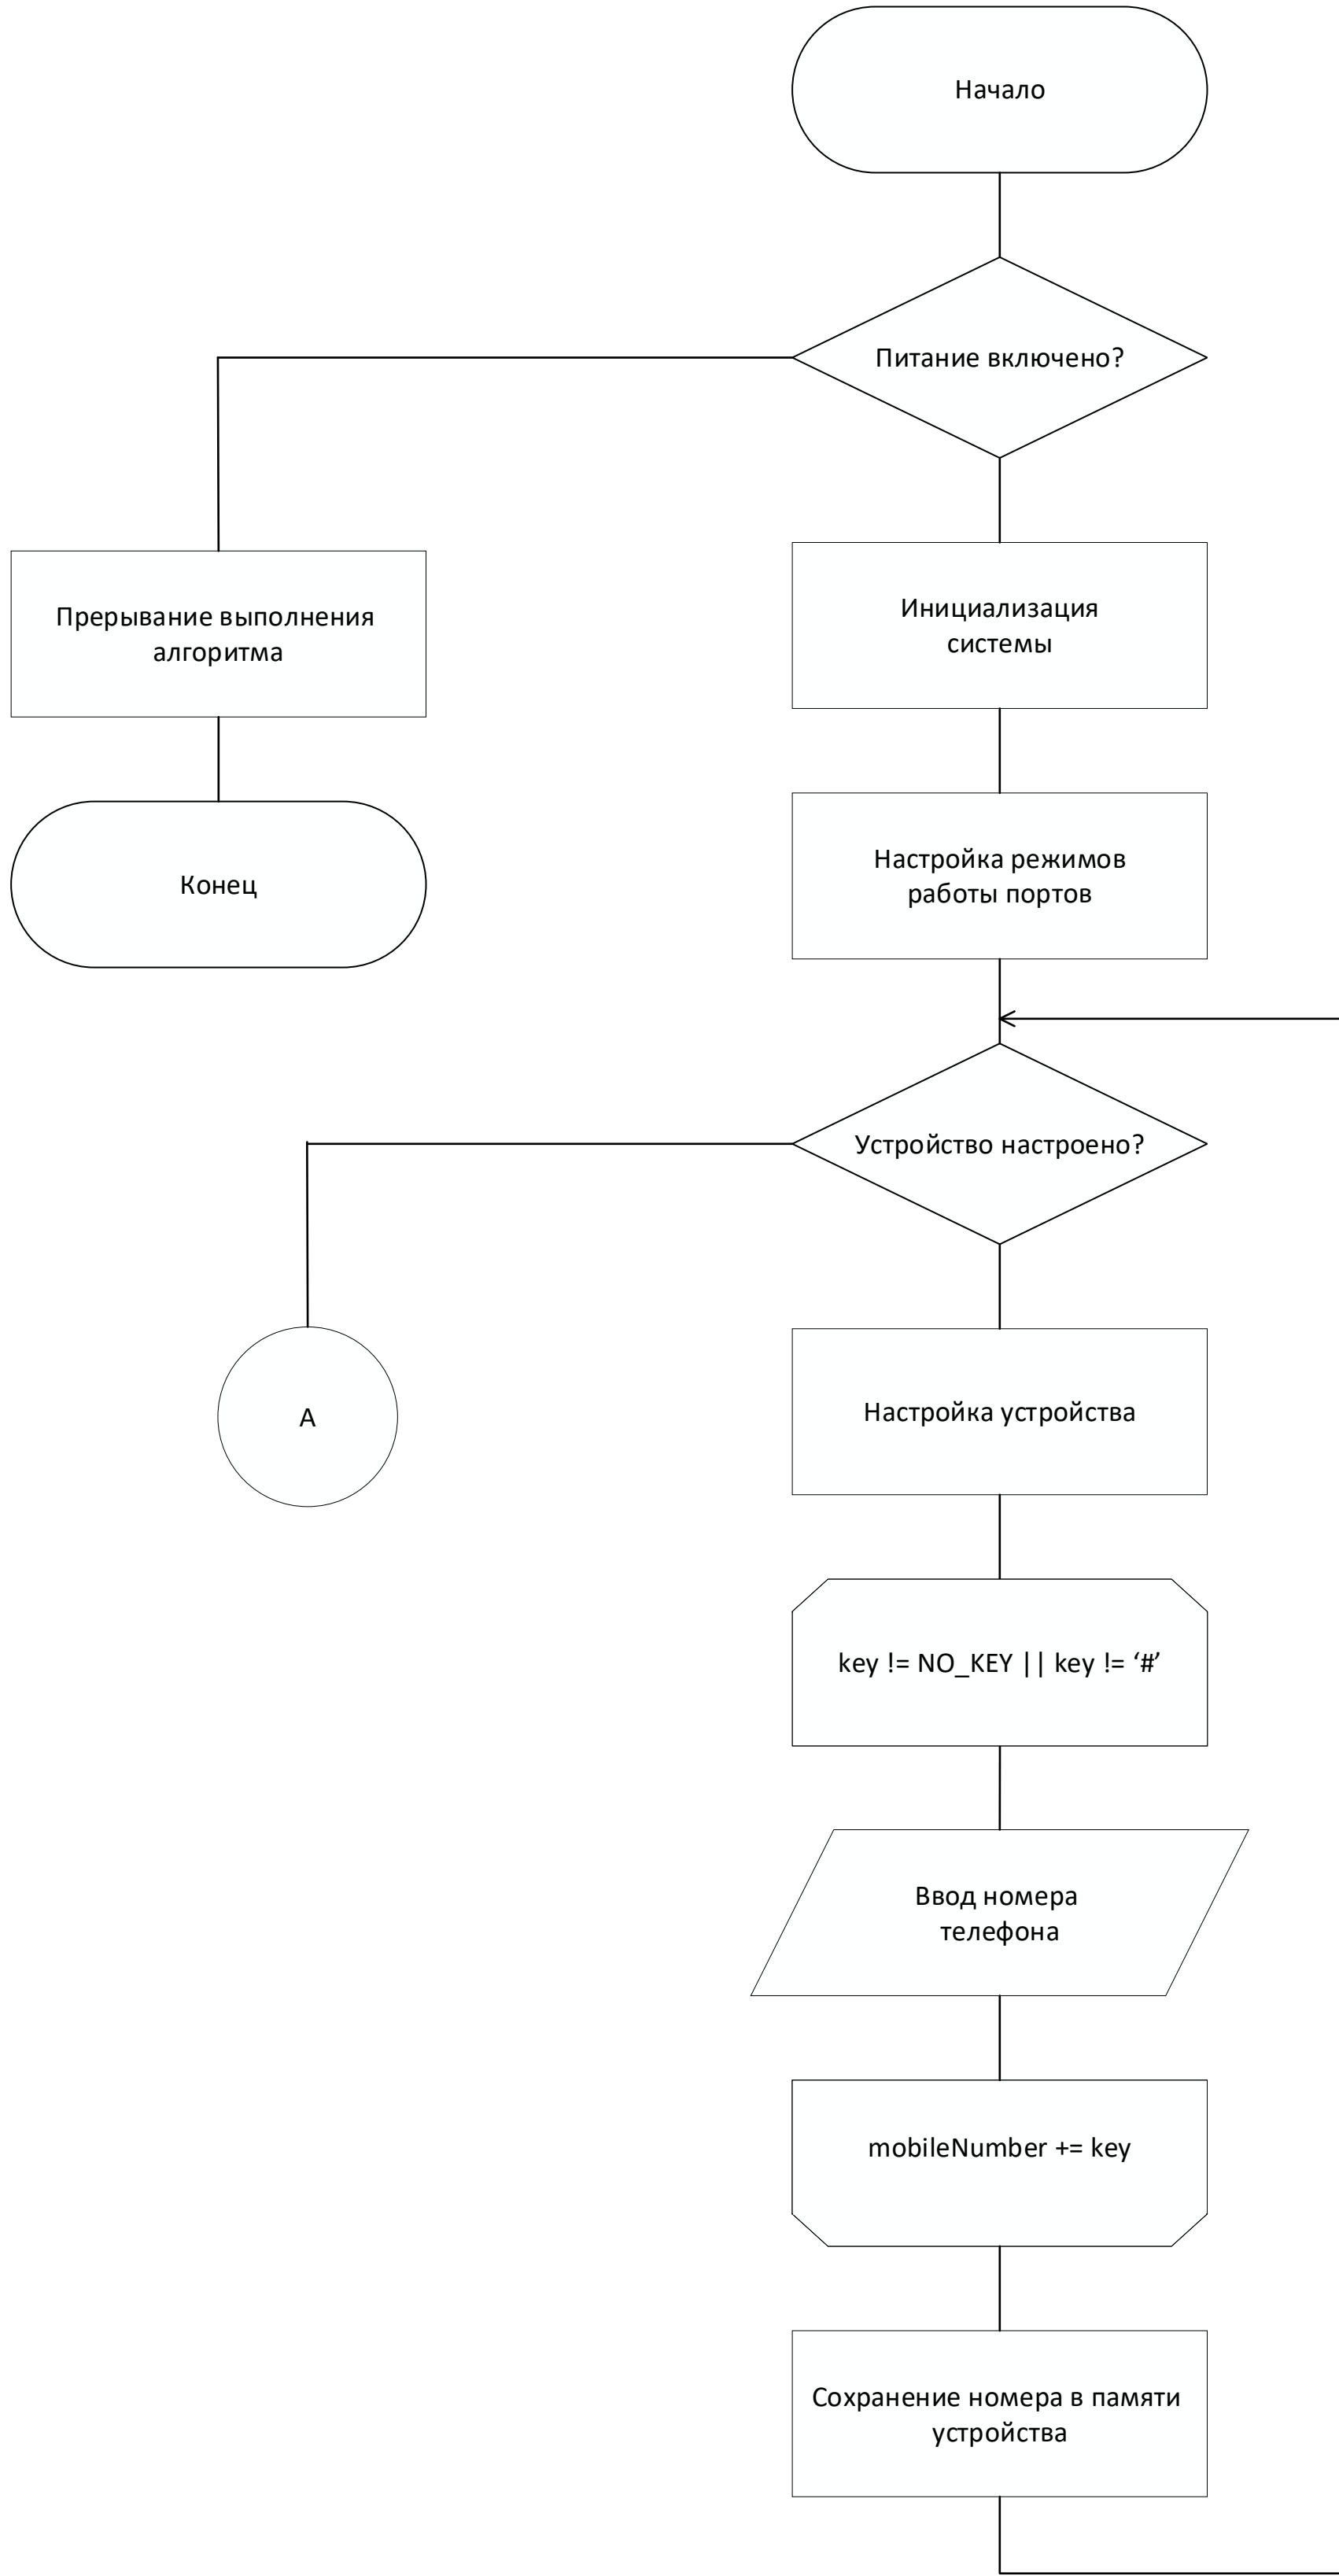 Начало
Питание включено?
Прерывание выполнения
алгоритма
Инициализация
системы
Конец
Настройка режимов
работы портов
Устройство настроено?
А
Настройка устройства
key != NO_KEY || key != ‘#’
Ввод номера
телефона
mobileNumber += key
Сохранение номера в памяти
устройства